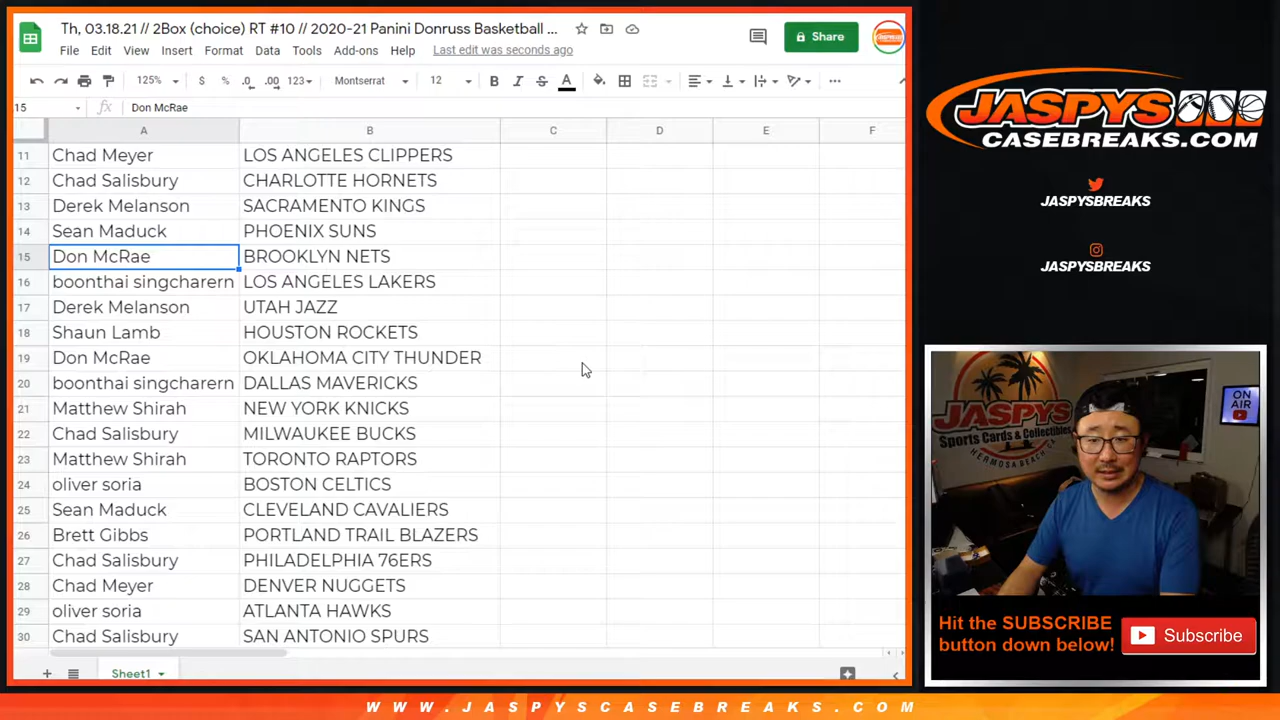 Th, 03.18.21 // 2Box (choice) RT #10 // 2020-21 Panini Donruss Basketball ...
File Edit View Insert Format Data Tools Add-ons Help Last edit was seconds ago
Share
125% $ % .0 .00 123 Montserrat 12 B I S A ...
15 fx Don McRae
A B C D E F
11 Chad Meyer LOS ANGELES CLIPPERS
12 Chad Salisbury CHARLOTTE HORNETS
13 Derek Melanson SACRAMENTO KINGS
14 Sean Maduck PHOENIX SUNS
15 Don McRae BROOKLYN NETS
16 boonthai singcharern LOS ANGELES LAKERS
17 Derek Melanson UTAH JAZZ
18 Shaun Lamb HOUSTON ROCKETS
19 Don McRae OKLAHOMA CITY THUNDER
20 boonthai singcharern DALLAS MAVERICKS
21 Matthew Shirah NEW YORK KNICKS
22 Chad Salisbury MILWAUKEE BUCKS
23 Matthew Shirah TORONTO RAPTORS
24 oliver soria BOSTON CELTICS
25 Sean Maduck CLEVELAND CAVALIERS
26 Brett Gibbs PORTLAND TRAIL BLAZERS
27 Chad Salisbury PHILADELPHIA 76ERS
28 Chad Meyer DENVER NUGGETS
29 oliver soria ATLANTA HAWKS
30 Chad Salisbury SAN ANTONIO SPURS
Sheet1
JASPYS
CASEBREAKS.COM
JASPYSBREAKS
JASPYSBREAKS
JASPYS
Sports Cards & Collectibles
HERMOSA BEACH
ON AIR
Hit the SUBSCRIBE
button down below!
Subscribe
WWW.JASPYSCASEBREAKS.COM